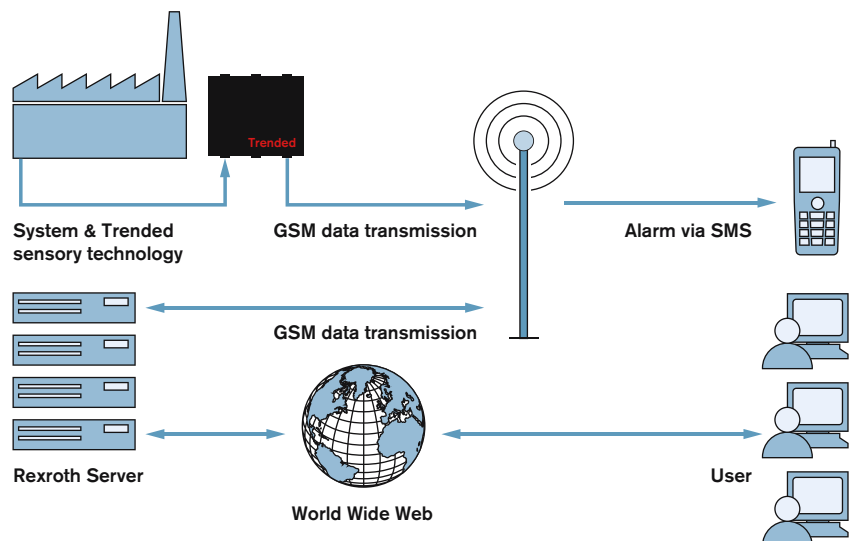 Trended
System & Trended
sensory technology
GSM data transmission
Alarm via SMS
GSM data transmission
Rexroth Server
World Wide Web
User